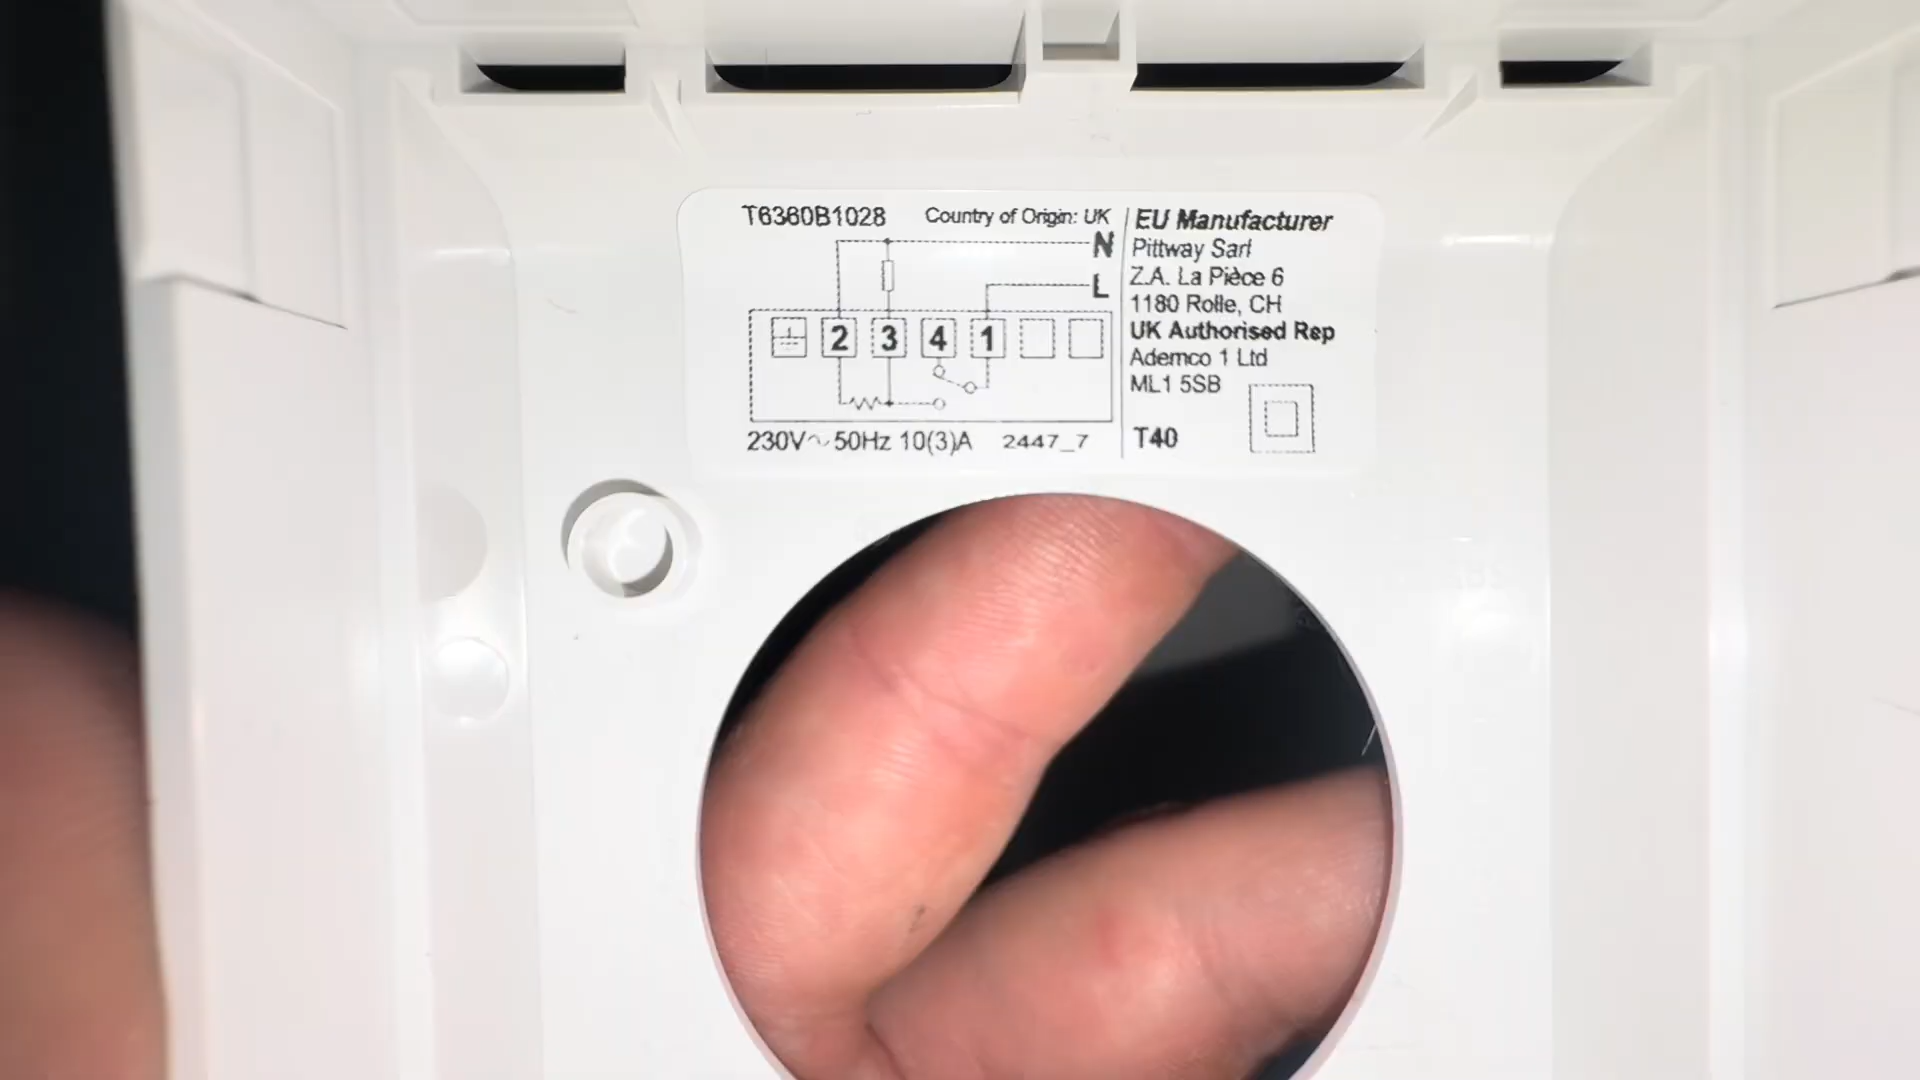 T6360B1028 Country of Origin: UK
N
L
2 3 4 1
230V~50Hz 10(3)A 2447_7
EU Manufacturer
Pittway Sarl
Z.A. La Pièce 6
1180 Rolle, CH
UK Authorised Rep
Ademco 1 Ltd
ML1 5SB
T40